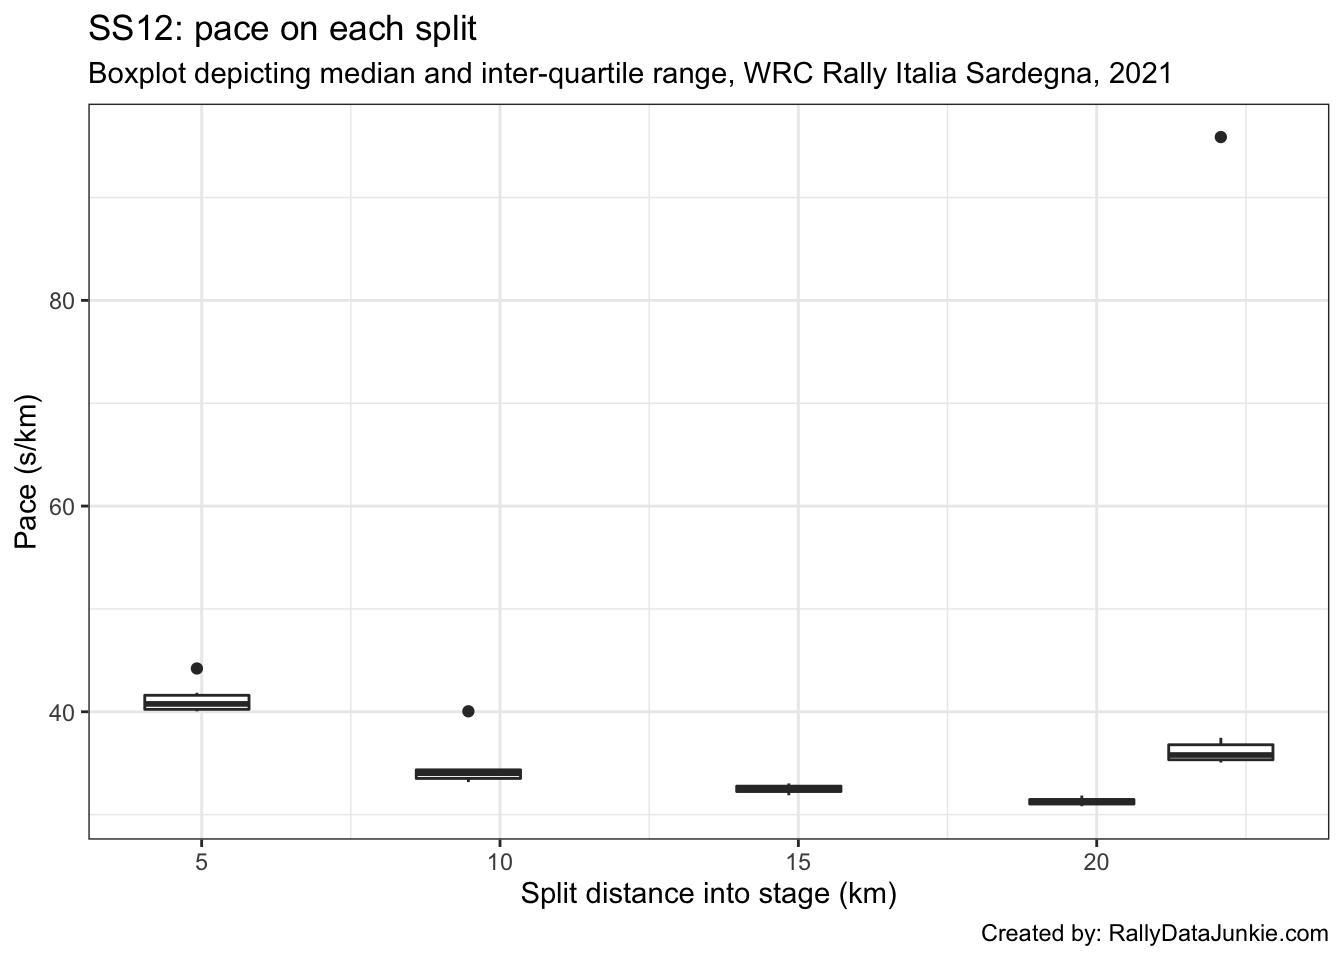 SS12: pace on each split
Boxplot depicting median and inter-quartile range, WRC Rally Italia Sardegna, 2021
80
60
40
Pace (s/km)
5 10 15 20
Split distance into stage (km)
Created by: RallyDataJunkie.com